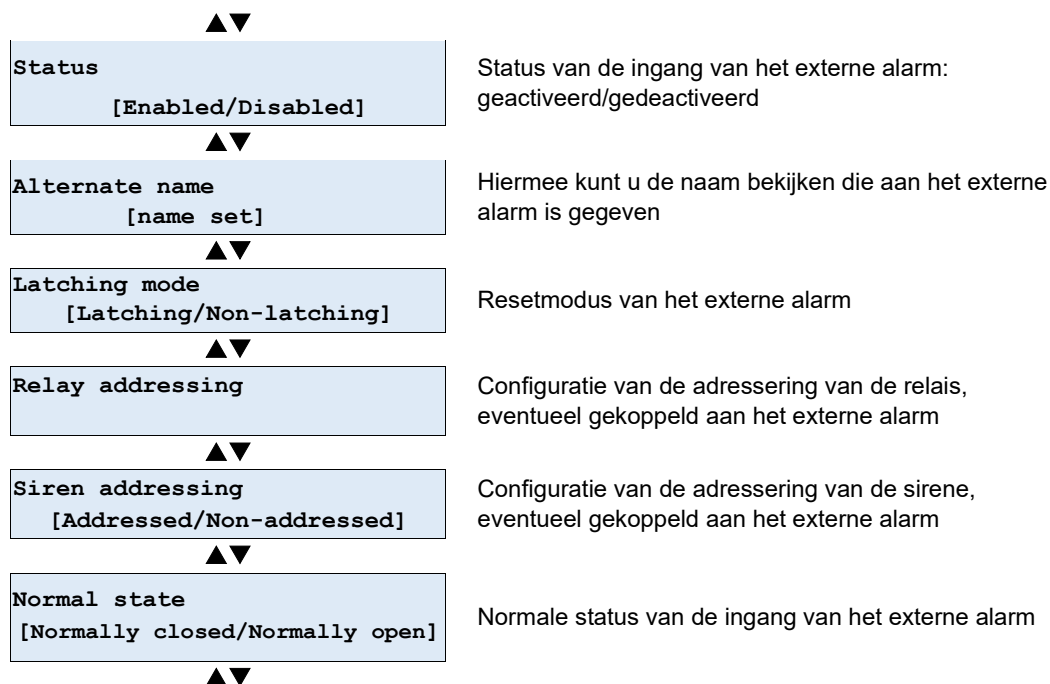 ▲▼
Status
[Enabled/Disabled]
Status van de ingang van het externe alarm:
geactiveerd/gedeactiveerd
▲▼
Alternate name
[name set]
Hiermee kunt u de naam bekijken die aan het externe
alarm is gegeven
▲▼
Latching mode
[Latching/Non-latching]
Resetmodus van het externe alarm
▲▼
Relay addressing
Configuratie van de adressering van de relais,
eventueel gekoppeld aan het externe alarm
▲▼
Siren addressing
[Addressed/Non-addressed]
Configuratie van de adressering van de sirene,
eventueel gekoppeld aan het externe alarm
▲▼
Normal state
[Normally closed/Normally open]
Normale status van de ingang van het externe alarm
▲▼